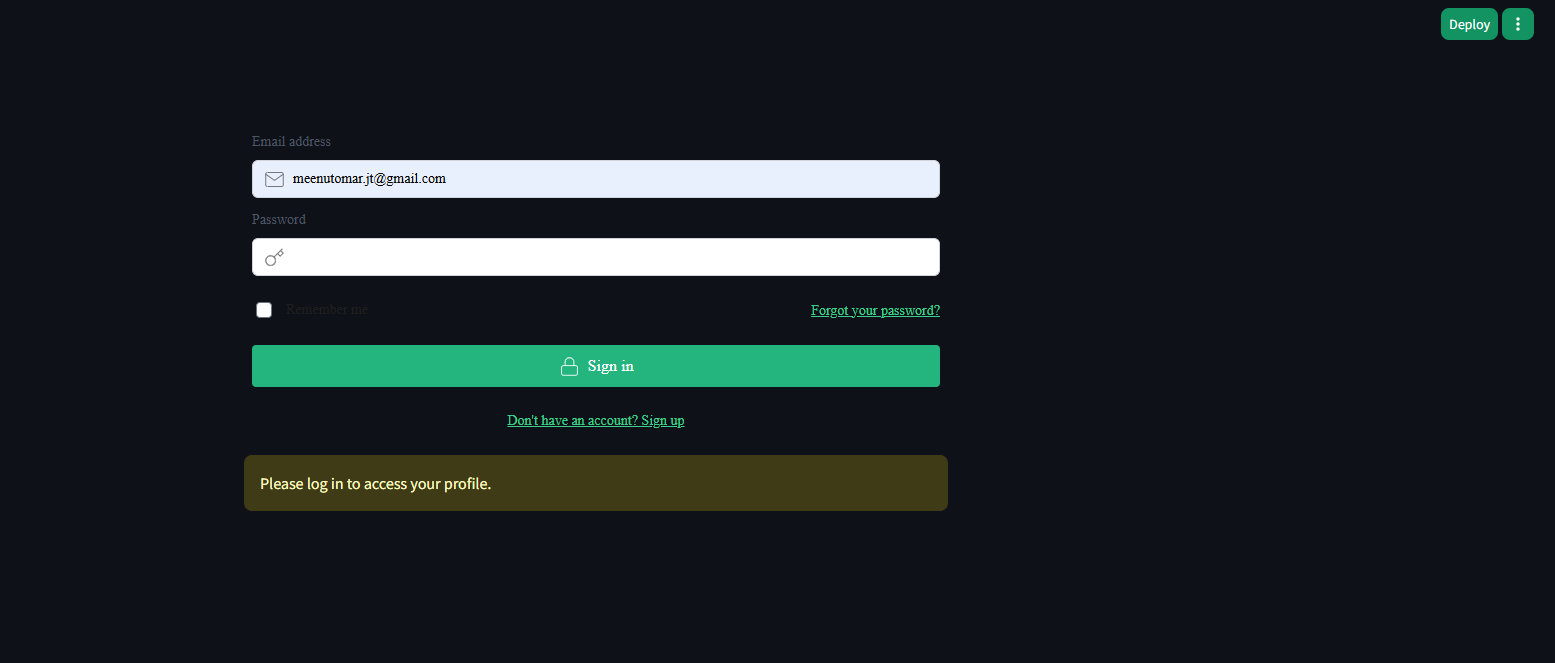 Deploy
Email address
meenutomar.jt@gmail.com
Password
Remember me
Forgot your password?
Sign in
Don't have an account? Sign up
Please log in to access your profile.